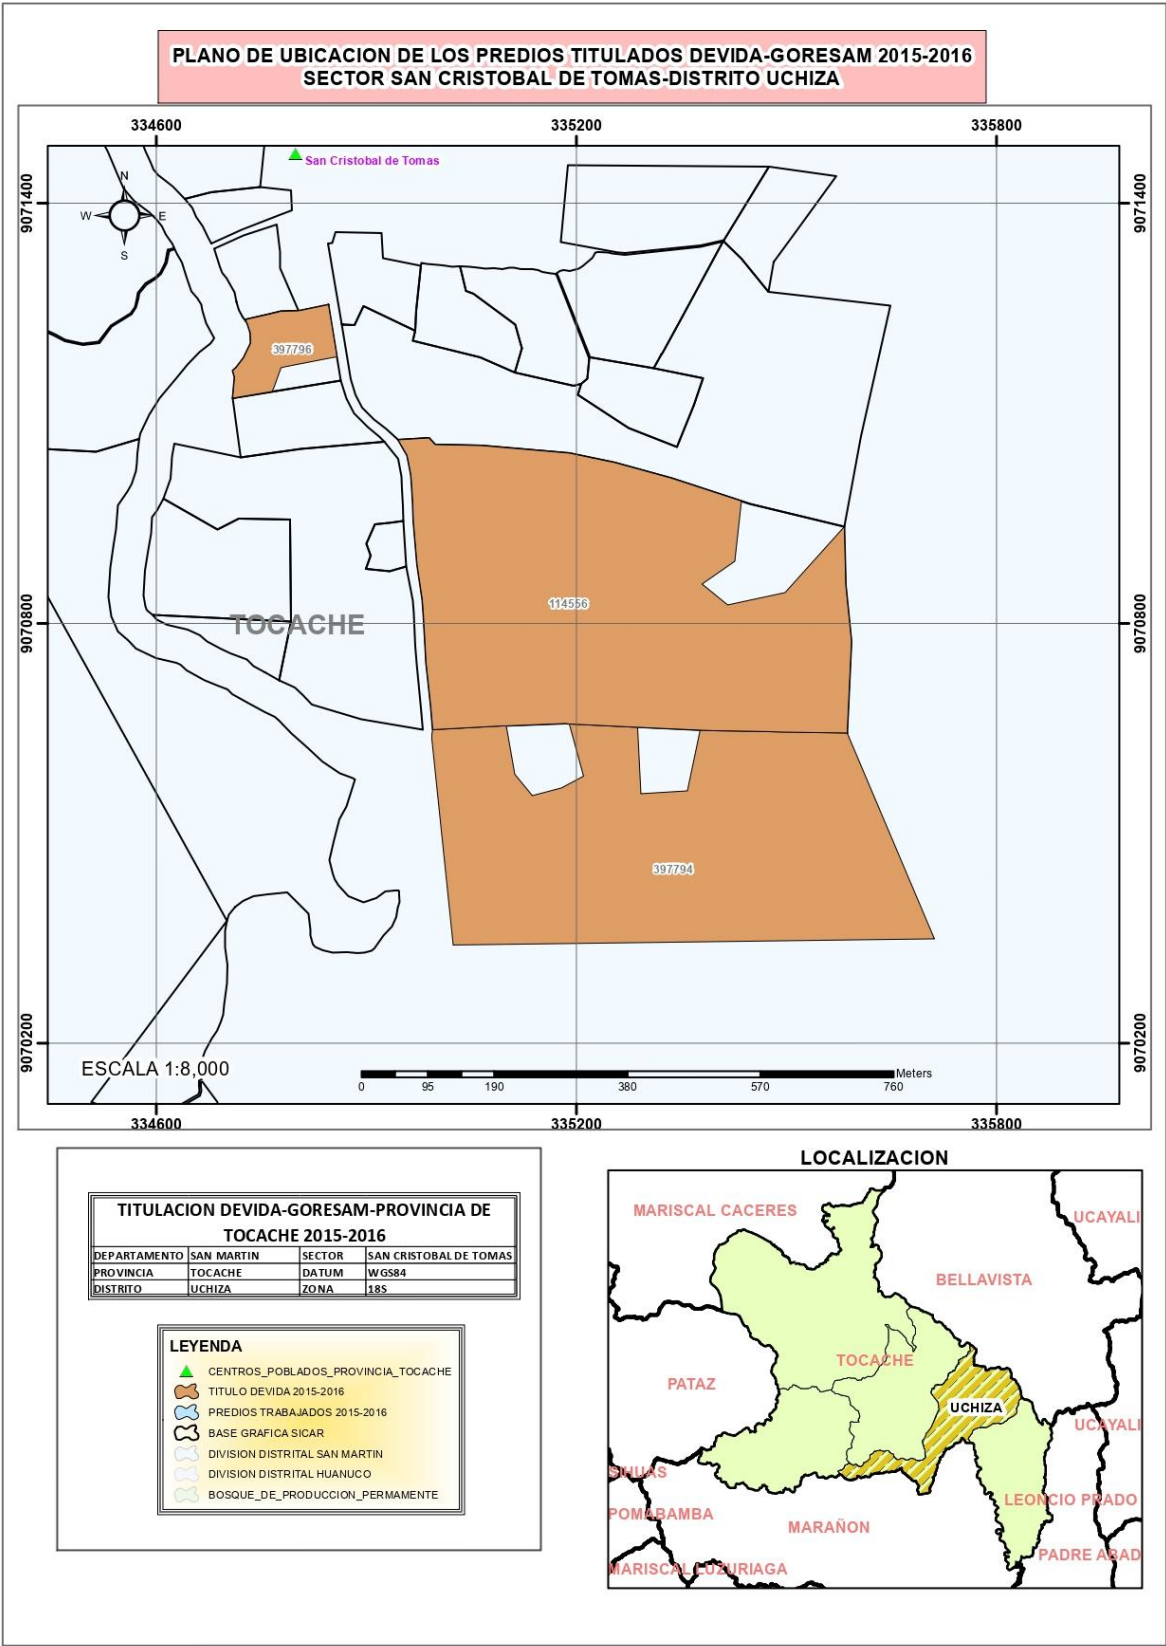 PLANO DE UBICACION DE LOS PREDIOS TITULADOS DEVIDA-GORESAM 2015-2016
SECTOR SAN CRISTOBAL DE TOMAS-DISTRITO UCHIZA
334600 335200 335800
San Cristobal de Tomas
N
W E
S
9071400 9071400
397796
114556
TOCACHE
9070800 9070800
397794
9070200 9070200
ESCALA 1:8,000
Meters
0 95 190 380 570 760
334600 335200 335800
TITULACION DEVIDA-GORESAM-PROVINCIA DE
TOCACHE 2015-2016
DEPARTAMENTO SAN MARTIN SECTOR SAN CRISTOBAL DE TOMAS
PROVINCIA TOCACHE DATUM WGS84
DISTRITO UCHIZA ZONA 18S
LEYENDA
CENTROS_POBLADOS_PROVINCIA_TOCACHE
TITULO DEVIDA 2015-2016
PREDIOS TRABAJADOS 2015-2016
BASE GRAFICA SICAR
DIVISION DISTRITAL SAN MARTIN
DIVISION DISTRITAL HUANUCO
BOSQUE_DE_PRODUCCION_PERMAMENTE
LOCALIZACION
MARISCAL CACERES
UCAYALI
BELLAVISTA
TOCACHE
PATAZ
UCHIZA
UCAYALI
SIHUAS
LEONCIO PRADO
POMABAMBA
MARAÑON
PADRE ABAD
MARISCAL LUZURIAGA